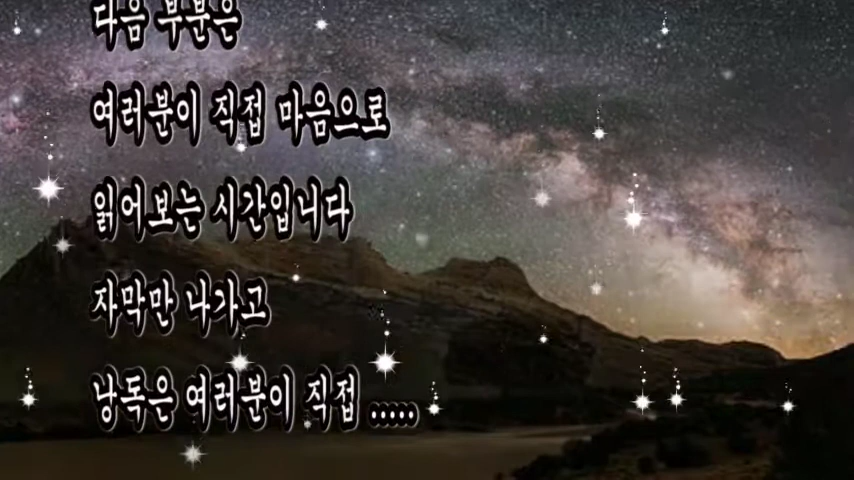 다음 부분은
여러분이 직접 마음으로
읽어보는 시간입니다
자막만 나가고
낭독은 여러분이 직접 .....